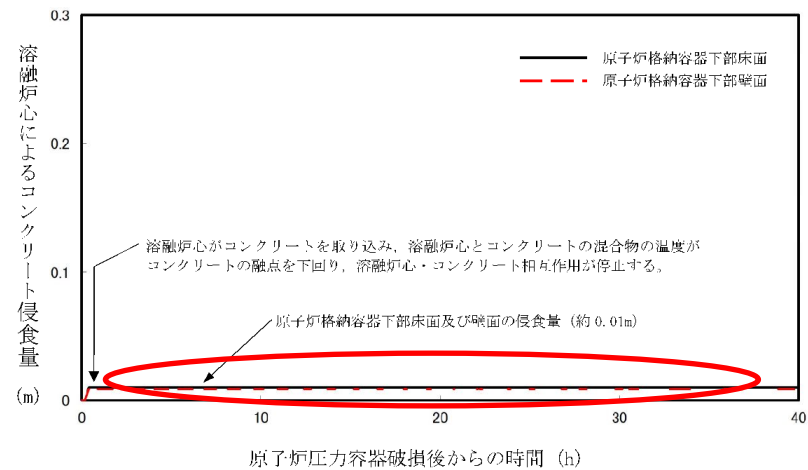 0.3
0.2
0.1
0
溶融炉心によるコンクリート侵食量
(m)
原子炉格納容器下部床面
原子炉格納容器下部壁面
溶融炉心がコンクリートを取り込み，溶融炉心とコンクリートの混合物の温度が
コンクリートの融点を下回り，溶融炉心・コンクリート相互作用が停止する。
原子炉格納容器下部床面及び壁面の侵食量（約 0.01m）
0
10
20
30
40
原子炉圧力容器破損後からの時間（h）